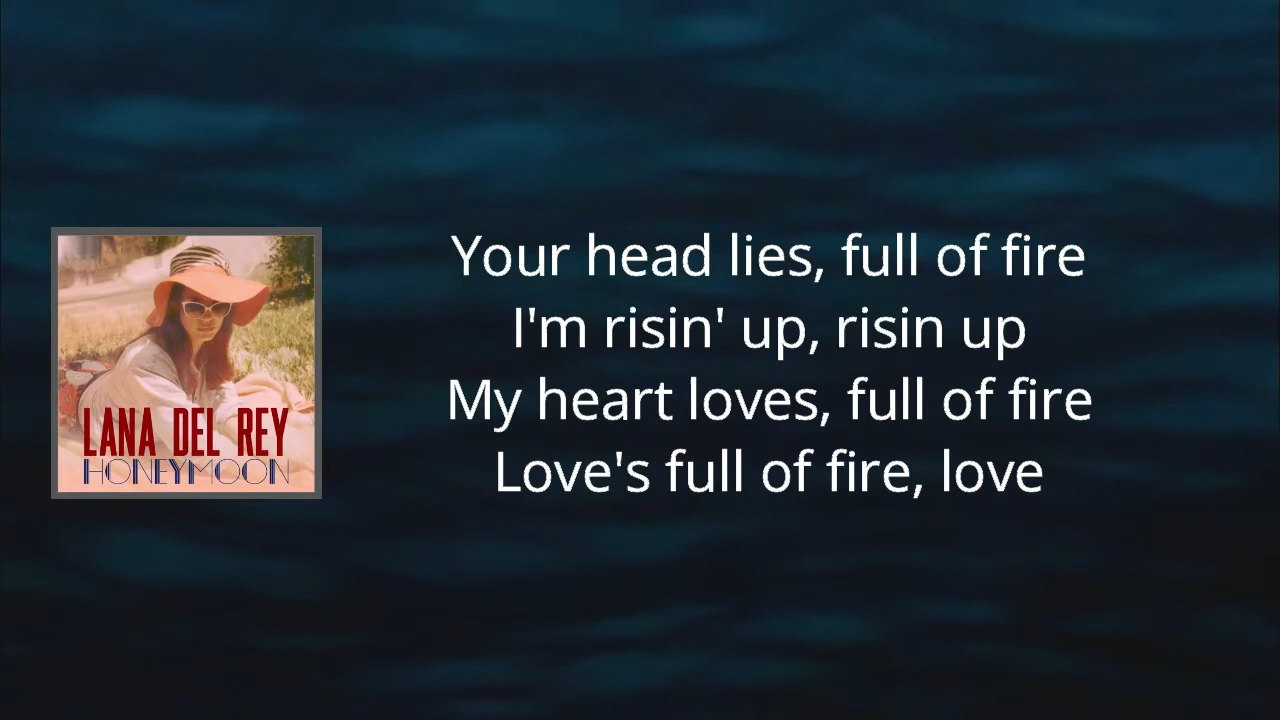 LANA DEL REY
HONEYMOON
Your head lies, full of fire
I'm risin' up, risin up
My heart loves, full of fire
Love's full of fire, love